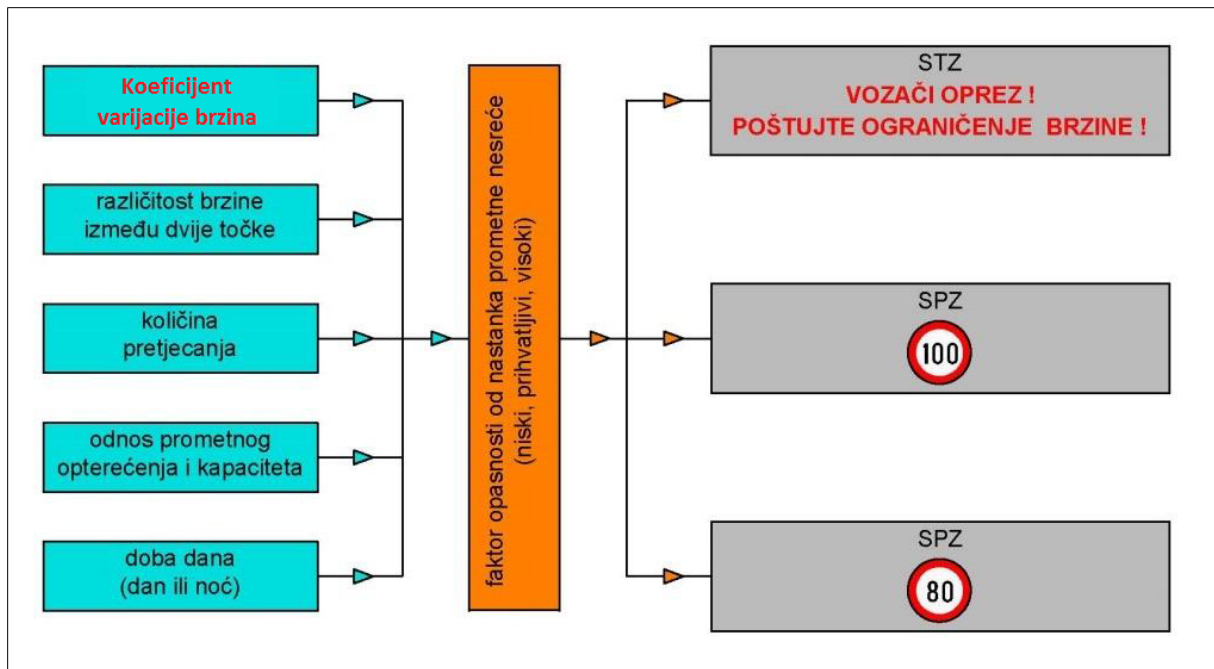 Koeficijent
varijacije brzina
različitost brzine
između dvije točke
količina
pretjecanja
odnos prometnog
opterećenja i kapaciteta
doba dana
(dan ili noć)
faktor opasnosti od nastanka prometne nesreće
(niski, prihvatljivi, visoki)
STZ
VOZAČI OPREZ !
POŠTUJTE OGRANIČENJE BRZINE !
SPZ
100
SPZ
80